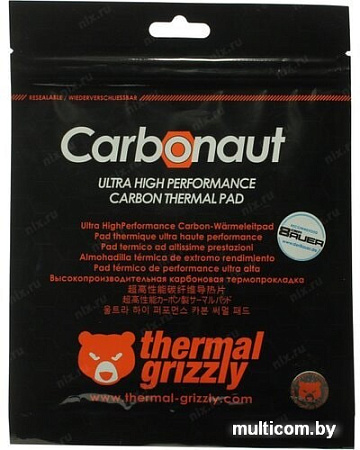 RESEALABLE / WIEDERVERSCHLIESSBAR
Carbonaut
ULTRA HIGH PERFORMANCE
CARBON THERMAL PAD
Ultra HighPerformance Carbon-Wärmeleitpad
Pad thermique ultra haute performance
Pad termico ad altissime prestazioni
Almohadilla térmica de extremo rendimiento
Pad térmico de performance ultra alta
Высокопроизводительная карбоновая термопрокладка
超高性能碳纤维导热片
超高性能カーボン製サーマルパッド
울트라 하이 퍼포먼스 카본 써멀 패드
DER8AUER
thermal
grizzly
www.thermal-grizzly.com
multicom.by
nix.ru